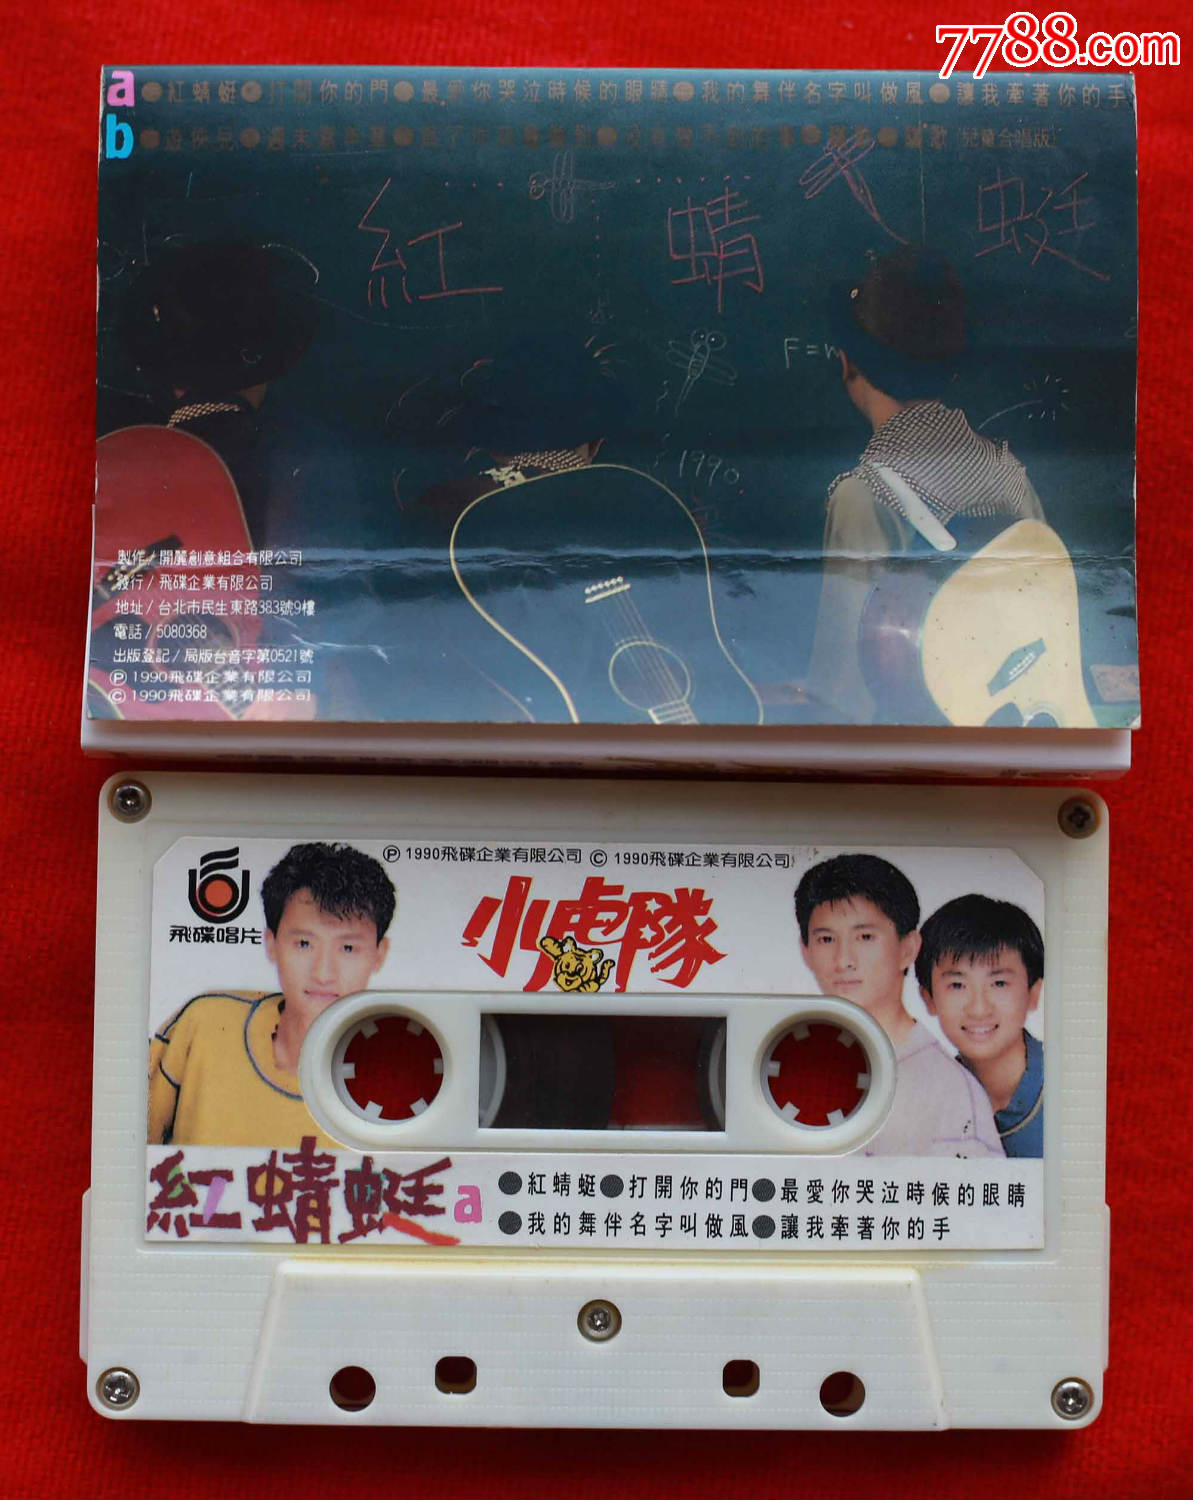 7788.com
a ●紅蜻蜓●打開你的門●最愛你哭泣時候的眼睛●我的舞伴名字叫做風●讓我牽著你的手
b ●遊俠兒●驪歌(兒童合唱版)
紅蜻蜓
F=m
1990
製作/開麗創意組合有限公司
發行/飛碟企業有限公司
地址/台北市民生東路383號9樓
電話/5080368
出版登記/局版台音字第0521號
Ⓟ1990飛碟企業有限公司
Ⓒ1990飛碟企業有限公司
Ⓟ 1990飛碟企業有限公司 Ⓒ 1990飛碟企業有限公司
飛碟唱片
小虎隊
紅蜻蜓 a
●紅蜻蜓●打開你的門●最愛你哭泣時候的眼睛
●我的舞伴名字叫做風●讓我牽著你的手